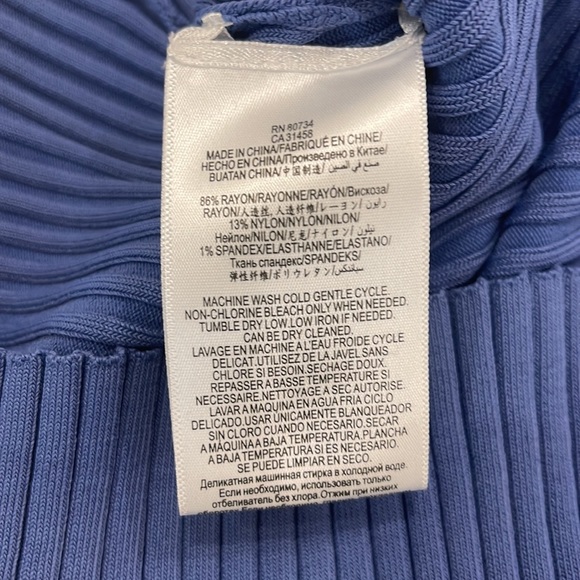 RN 80734
CA 31458
MADE IN CHINA/FABRIQUÉ EN CHINE/
HECHO EN CHINA/Произведено в Китае/
BUATAN CHINA/中国制造/صنع في الصين
86% RAYON/RAYONNE/RAYÓN/Вискоза/
RAYON/人造丝, 人造纤维/レーヨン/رايون
13% NYLON/NYLON/NILON/
Нейлон/NILON/尼龙/ナイロン/نيلون
1% SPANDEX/ELASTHANNE/ELASTANO/
Ткань спандекс/SPANDEKS/
弹性纤维/ポリウレタン/سباندكس
MACHINE WASH COLD GENTLE CYCLE.
NON-CHLORINE BLEACH ONLY WHEN NEEDED.
TUMBLE DRY LOW. LOW IRON IF NEEDED.
CAN BE DRY CLEANED.
LAVAGE EN MACHINE A L'EAU FROIDE CYCLE
DELICAT.UTILISEZ DE LA JAVEL SANS
CHLORE SI BESOIN. SECHAGE DOUX.
REPASSER A BASSE TEMPERATURE SI
NECESSAIRE.NETTOYAGE A SEC AUTORISE.
LAVAR A MAQUINA EN AGUA FRIA CICLO
DELICADO. USAR ÚNICAMENTE BLANQUEADOR
SIN CLORO CUANDO SEA NECESARIO. SECAR
A MÁQUINA A BAJA TEMPERATURA. PLANCHA
A BAJA TEMPERATURA SI ES NECESARIO.
SE PUEDE LIMPIAR EN SECO.
Деликатная машинная стирка в холодной воде.
Если необходимо, использовать только
отбеливатель без хлора. Отжим при низких